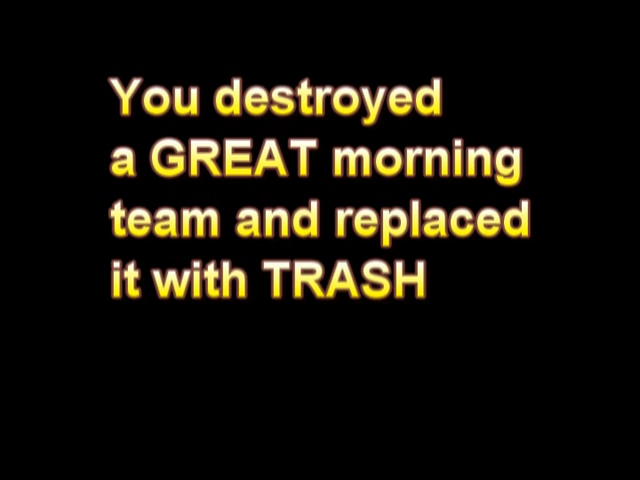 You destroyed
a GREAT morning
team and replaced
it with TRASH